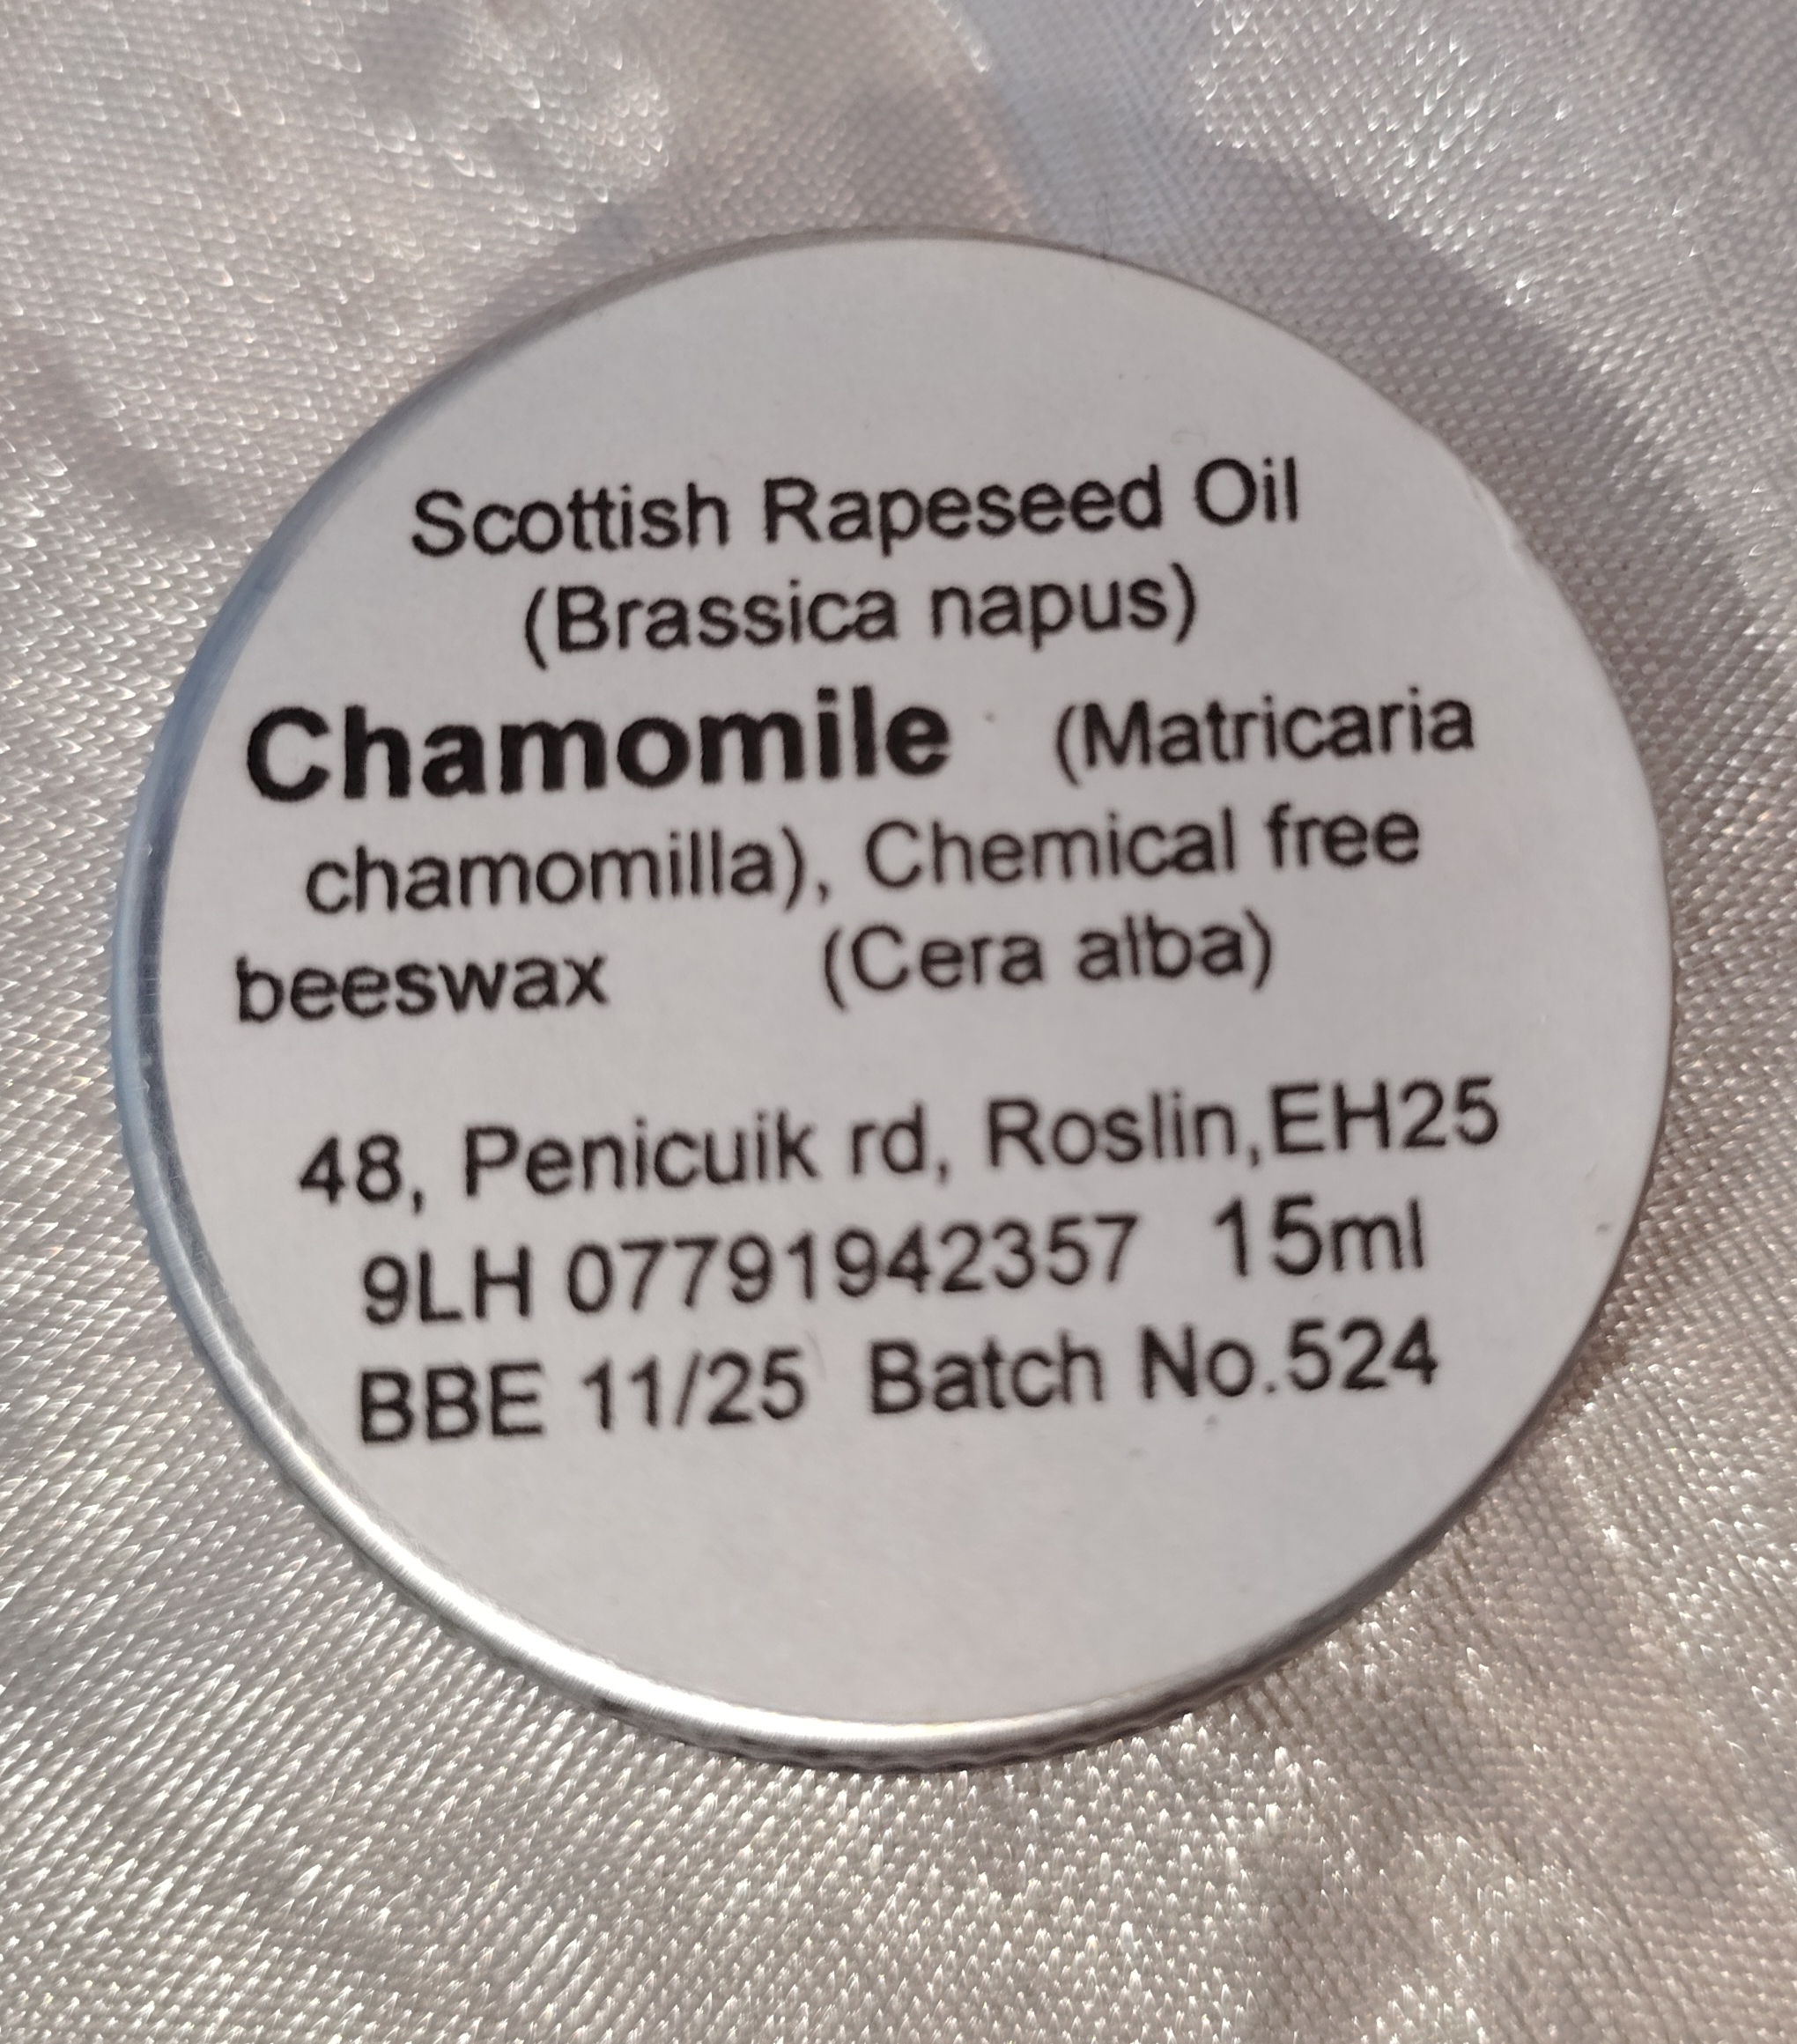 Scottish Rapeseed Oil
(Brassica napus)
Chamomile (Matricaria
chamomilla), Chemical free
beeswax (Cera alba)
48, Penicuik rd, Roslin,EH25
9LH 07791942357 15ml
BBE 11/25 Batch No.524